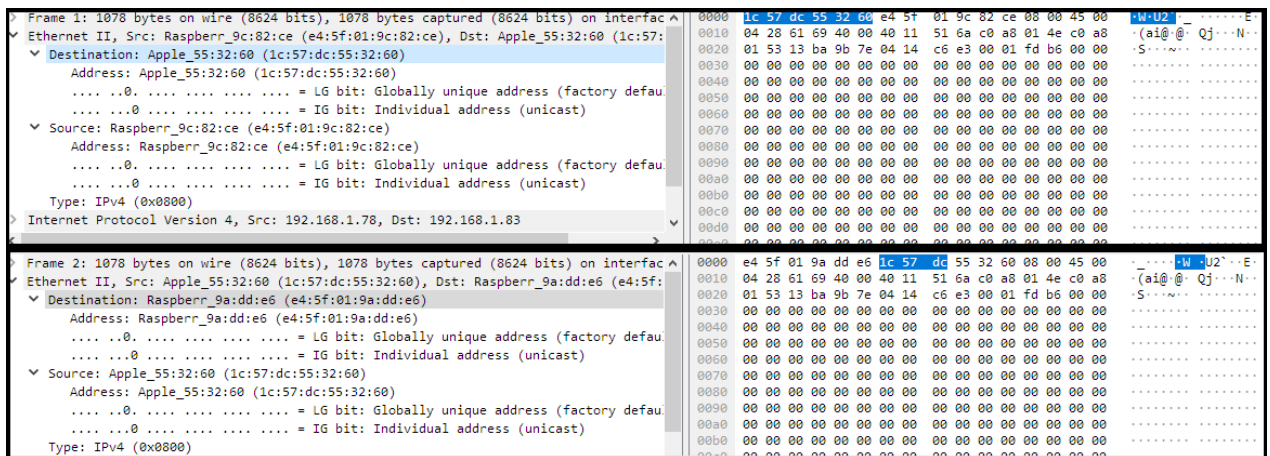 Frame 1: 1078 bytes on wire (8624 bits), 1078 bytes captured (8624 bits) on interfac
Ethernet II, Src: Raspberr_9c:82:ce (e4:5f:01:9c:82:ce), Dst: Apple_55:32:60 (1c:57:
Destination: Apple_55:32:60 (1c:57:dc:55:32:60)
Address: Apple_55:32:60 (1c:57:dc:55:32:60)
.... ..0. .... .... .... .... = LG bit: Globally unique address (factory defau
.... ...0 .... .... .... .... = IG bit: Individual address (unicast)
Source: Raspberr_9c:82:ce (e4:5f:01:9c:82:ce)
Address: Raspberr_9c:82:ce (e4:5f:01:9c:82:ce)
.... ..0. .... .... .... .... = LG bit: Globally unique address (factory defau
.... ...0 .... .... .... .... = IG bit: Individual address (unicast)
Type: IPv4 (0x0800)
Internet Protocol Version 4, Src: 192.168.1.78, Dst: 192.168.1.83
0000 1c 57 dc 55 32 60 e4 5f 01 9c 82 ce 08 00 45 00 ·W·U2`·_ ······E·
0010 04 28 61 69 40 00 40 11 51 6a c0 a8 01 4e c0 a8 ·(ai@·@· Qj···N··
0020 01 53 13 ba 9b 7e 04 14 c6 e3 00 01 fd b6 00 00 ·S···~·· ········
0030 00 00 00 00 00 00 00 00 00 00 00 00 00 00 00 00 ········ ········
0040 00 00 00 00 00 00 00 00 00 00 00 00 00 00 00 00 ········ ········
0050 00 00 00 00 00 00 00 00 00 00 00 00 00 00 00 00 ········ ········
0060 00 00 00 00 00 00 00 00 00 00 00 00 00 00 00 00 ········ ········
0070 00 00 00 00 00 00 00 00 00 00 00 00 00 00 00 00 ········ ········
0080 00 00 00 00 00 00 00 00 00 00 00 00 00 00 00 00 ········ ········
0090 00 00 00 00 00 00 00 00 00 00 00 00 00 00 00 00 ········ ········
00a0 00 00 00 00 00 00 00 00 00 00 00 00 00 00 00 00 ········ ········
00b0 00 00 00 00 00 00 00 00 00 00 00 00 00 00 00 00 ········ ········
00c0 00 00 00 00 00 00 00 00 00 00 00 00 00 00 00 00 ········ ········
00d0 00 00 00 00 00 00 00 00 00 00 00 00 00 00 00 00 ········ ········
Frame 2: 1078 bytes on wire (8624 bits), 1078 bytes captured (8624 bits) on interfac
Ethernet II, Src: Apple_55:32:60 (1c:57:dc:55:32:60), Dst: Raspberr_9a:dd:e6 (e4:5f:
Destination: Raspberr_9a:dd:e6 (e4:5f:01:9a:dd:e6)
Address: Raspberr_9a:dd:e6 (e4:5f:01:9a:dd:e6)
.... ..0. .... .... .... .... = LG bit: Globally unique address (factory defau
.... ...0 .... .... .... .... = IG bit: Individual address (unicast)
Source: Apple_55:32:60 (1c:57:dc:55:32:60)
Address: Apple_55:32:60 (1c:57:dc:55:32:60)
.... ..0. .... .... .... .... = LG bit: Globally unique address (factory defau
.... ...0 .... .... .... .... = IG bit: Individual address (unicast)
Type: IPv4 (0x0800)
0000 e4 5f 01 9a dd e6 1c 57 dc 55 32 60 08 00 45 00 ·_·····W ·U2`··E·
0010 04 28 61 69 40 00 40 11 51 6a c0 a8 01 4e c0 a8 ·(ai@·@· Qj···N··
0020 01 53 13 ba 9b 7e 04 14 c6 e3 00 01 fd b6 00 00 ·S···~·· ········
0030 00 00 00 00 00 00 00 00 00 00 00 00 00 00 00 00 ········ ········
0040 00 00 00 00 00 00 00 00 00 00 00 00 00 00 00 00 ········ ········
0050 00 00 00 00 00 00 00 00 00 00 00 00 00 00 00 00 ········ ········
0060 00 00 00 00 00 00 00 00 00 00 00 00 00 00 00 00 ········ ········
0070 00 00 00 00 00 00 00 00 00 00 00 00 00 00 00 00 ········ ········
0080 00 00 00 00 00 00 00 00 00 00 00 00 00 00 00 00 ········ ········
0090 00 00 00 00 00 00 00 00 00 00 00 00 00 00 00 00 ········ ········
00a0 00 00 00 00 00 00 00 00 00 00 00 00 00 00 00 00 ········ ········
00b0 00 00 00 00 00 00 00 00 00 00 00 00 00 00 00 00 ········ ········